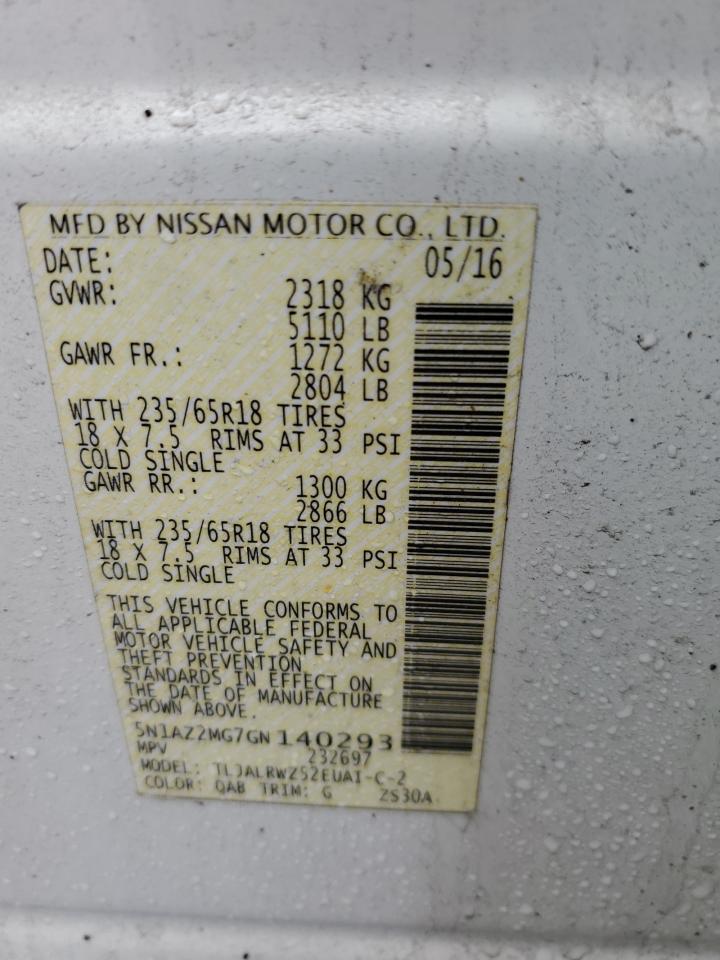 MFD BY NISSAN MOTOR CO., LTD.
DATE: 05/16
GVWR: 2318 KG
5110 LB
GAWR FR.: 1272 KG
2804 LB
WITH 235/65R18 TIRES
18 X 7.5 RIMS AT 33 PSI
COLD SINGLE
GAWR RR.: 1300 KG
2866 LB
WITH 235/65R18 TIRES
18 X 7.5 RIMS AT 33 PSI
COLD SINGLE
THIS VEHICLE CONFORMS TO
ALL APPLICABLE FEDERAL
MOTOR VEHICLE SAFETY AND
THEFT PREVENTION
STANDARDS IN EFFECT ON
THE DATE OF MANUFACTURE
SHOWN ABOVE.
5N1AZ2MG7GN140293
MPV 232697
MODEL: TLJALRWZ52EUAI-C-2
COLOR: QAB TRIM: G ZS30A